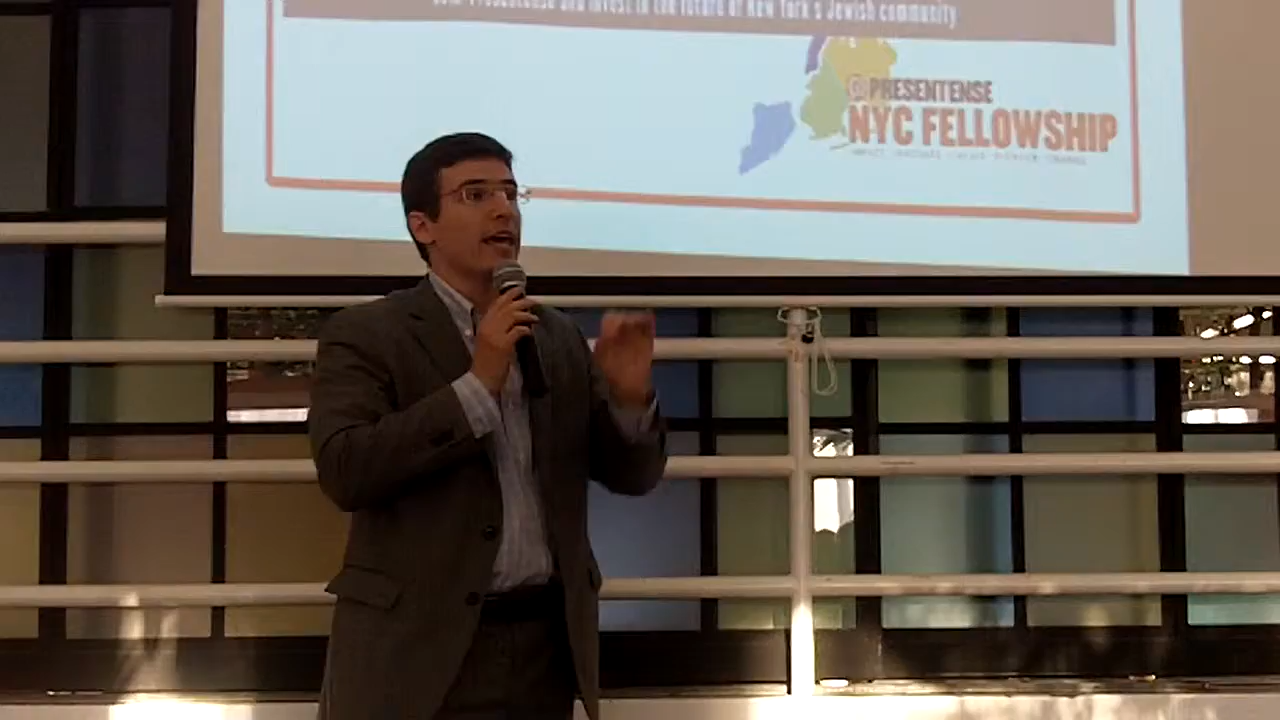 and invest in the future of New York's Jewish community
@PRESENTENSE
NYC FELLOWSHIP